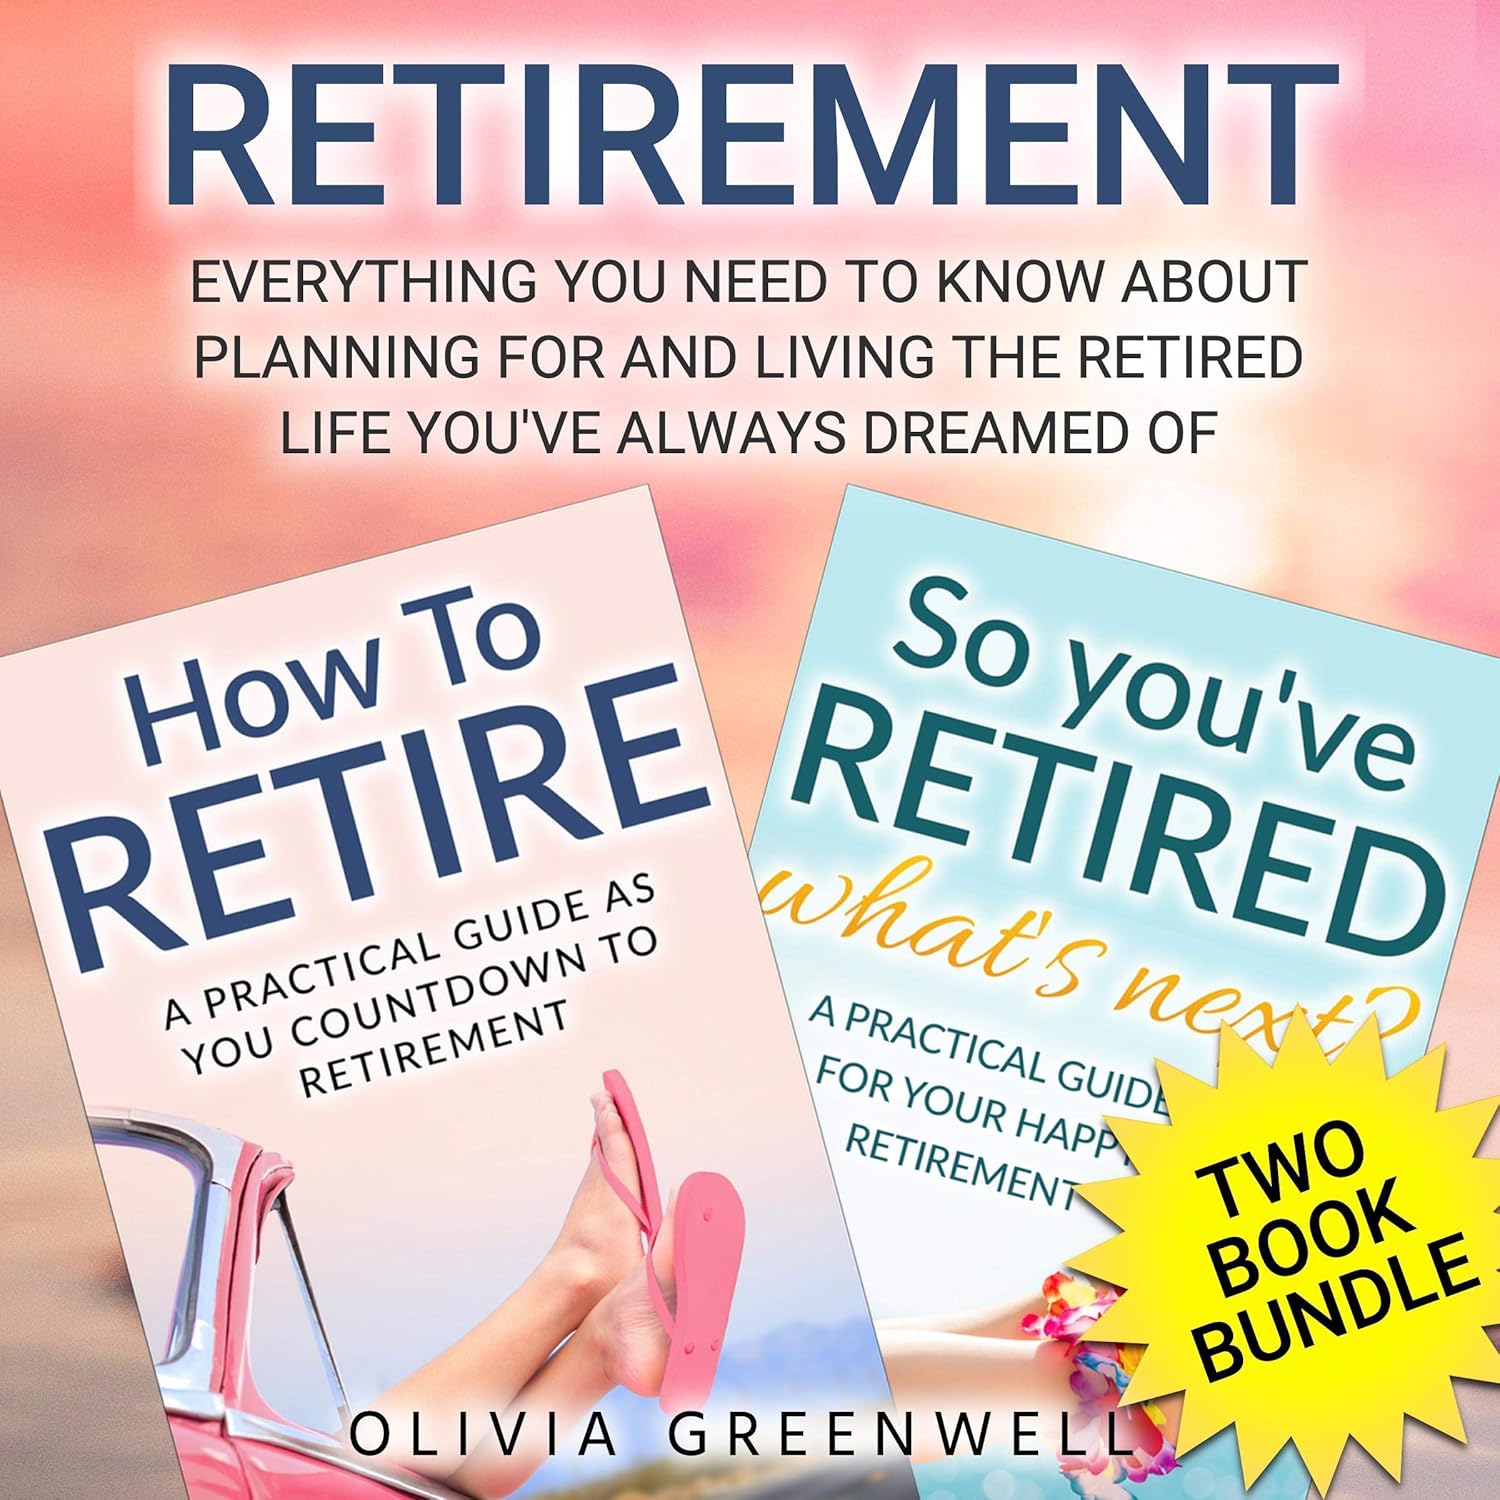 RETIREMENT
EVERYTHING YOU NEED TO KNOW ABOUT
PLANNING FOR AND LIVING THE RETIRED
LIFE YOU'VE ALWAYS DREAMED OF
How To
RETIRE
A PRACTICAL GUIDE AS
YOU COUNTDOWN TO
RETIREMENT
So you've
RETIRED
what's next?
A PRACTICAL GUIDE
FOR YOUR HAPPY
RETIREMENT
TWO
BOOK
BUNDLE
OLIVIA GREENWELL